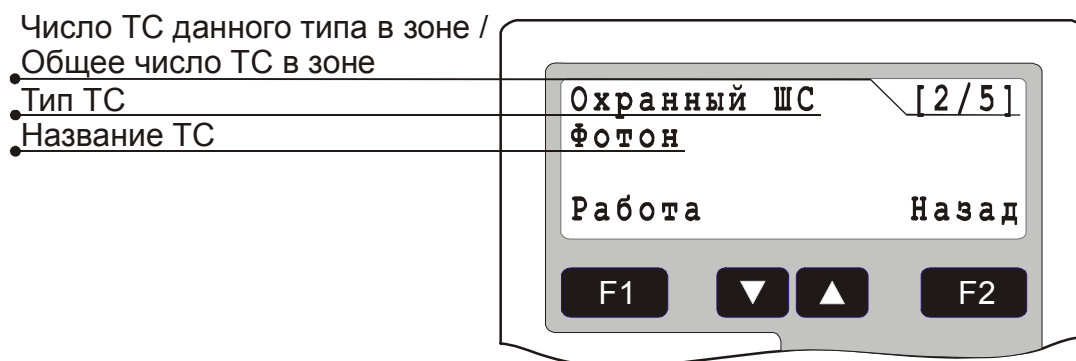 Число ТС данного типа в зоне /
Общее число ТС в зоне
Тип ТС
Название ТС
Охранный ШС [2/5]
Фотон
Работа Назад
F1 ▼ ▲ F2